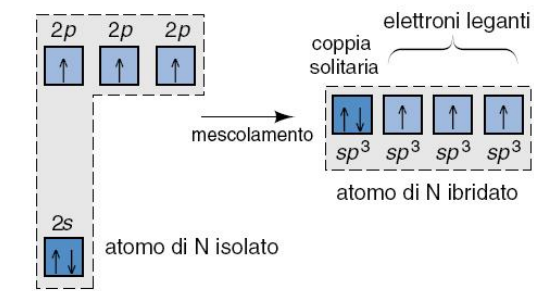 2p 2p 2p
2s
atomo di N isolato
mescolamento
elettroni leganti
coppia
solitaria
sp³ sp³ sp³ sp³
atomo di N ibridato